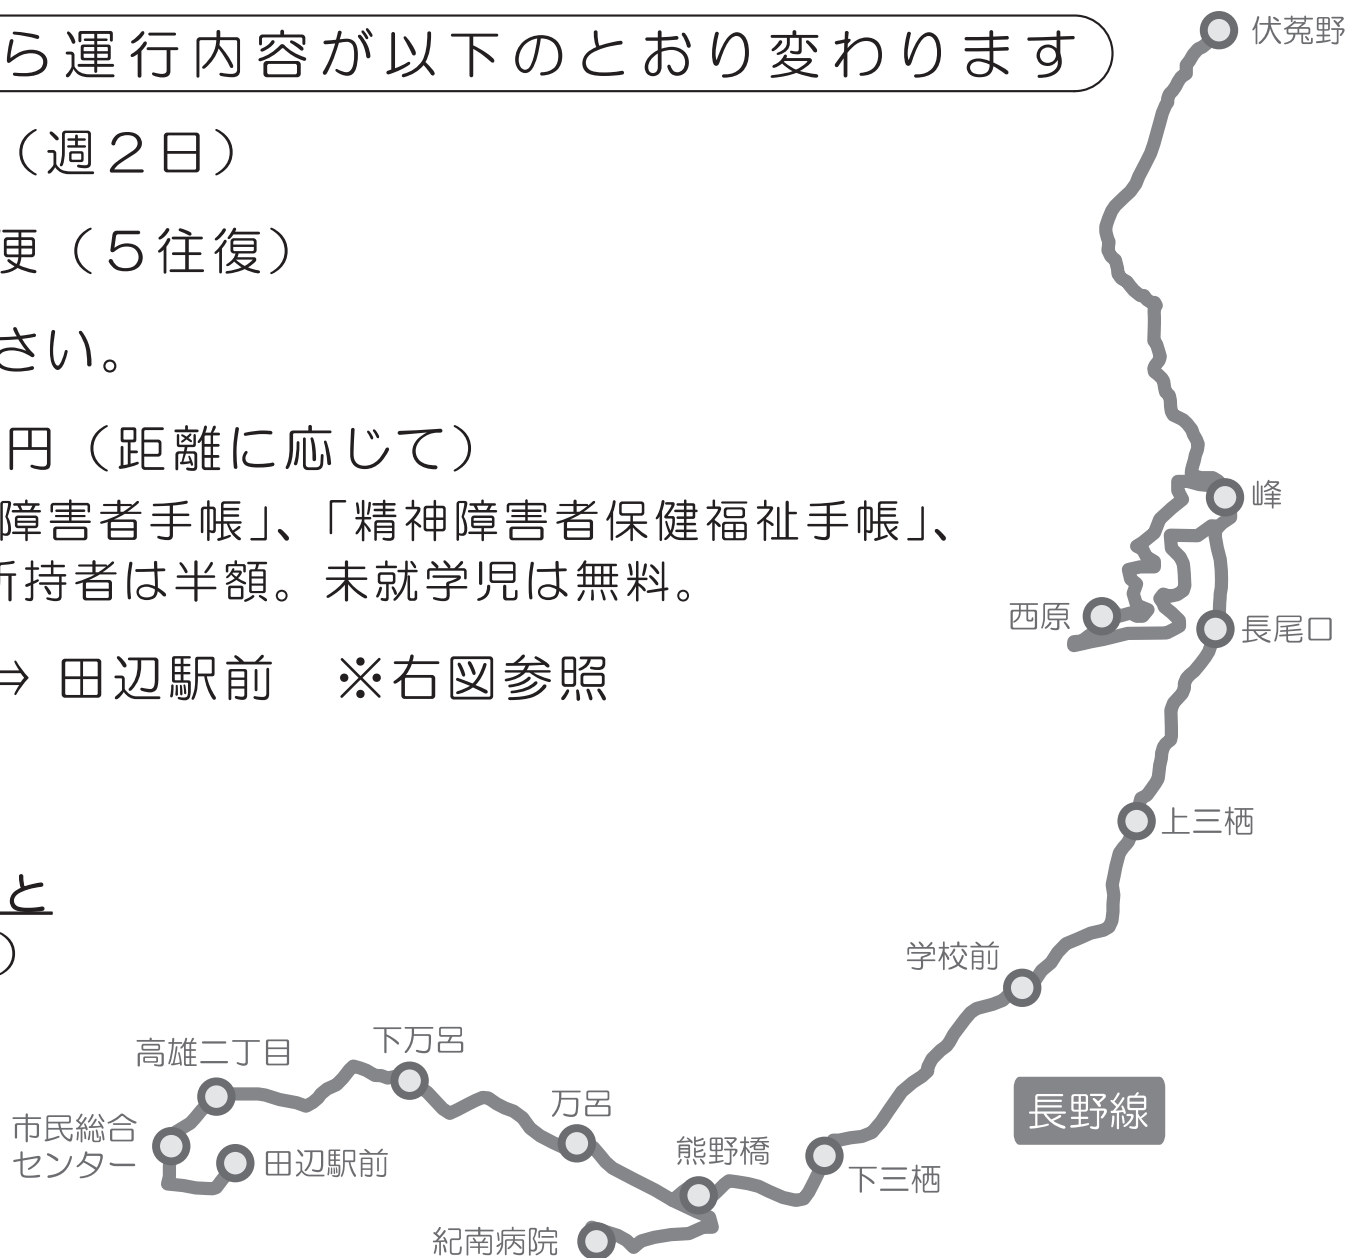 ら運行内容が以下のとおり変わります
（週２日）
便（５往復）
さい。
円（距離に応じて）
障害者手帳」、「精神障害者保健福祉手帳」、
所持者は半額。未就学児は無料。
⇒ 田辺駅前　※右図参照
と
）
伏菟野
峰
西原
長尾口
上三栖
学校前
高雄二丁目
下万呂
市民総合
センター
田辺駅前
万呂
熊野橋
下三栖
紀南病院
長野線